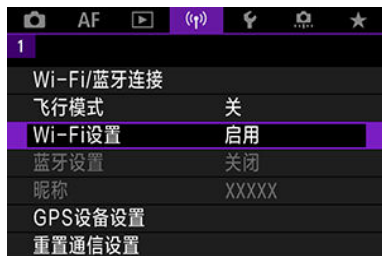 AF
1
Wi-Fi/蓝牙连接
飞行模式 关
Wi-Fi设置 启用
蓝牙设置 关闭
昵称 XXXXX
GPS设备设置
重置通信设置